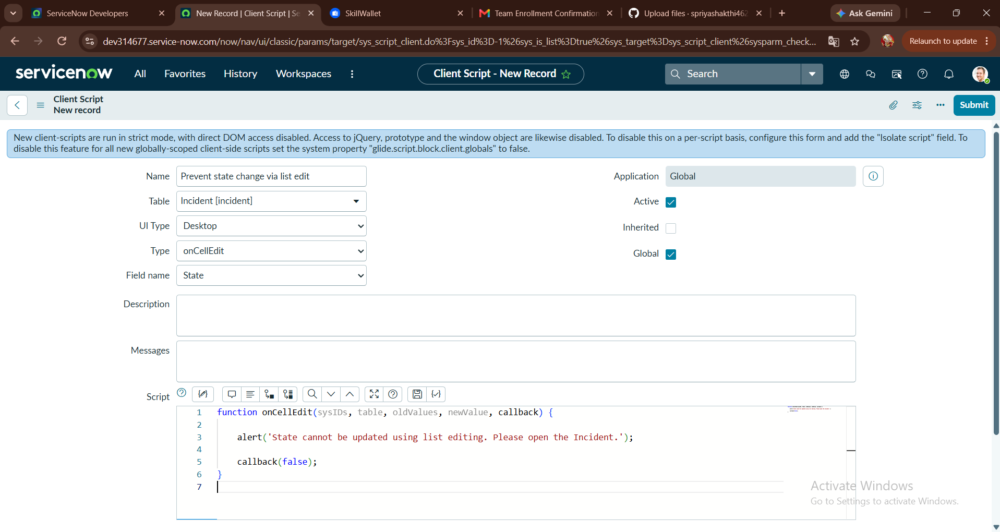 ServiceNow Developers
New Record | Client Script | Se
SkillWallet
Team Enrollment Confirmation
Upload files · spriyashakthi462
Ask Gemini
dev314677.service-now.com/now/nav/ui/classic/params/target/sys_script_client.do%3Fsys_id%3D-1%26sys_is_list%3Dtrue%26sys_target%3Dsys_script_client%26sysparm_check...
Relaunch to update
servicenow
All
Favorites
History
Workspaces
Client Script - New Record
Search
Client Script
New record
Submit
New client-scripts are run in strict mode, with direct DOM access disabled. Access to jQuery, prototype and the window object are likewise disabled. To disable this on a per-script basis, configure this form and add the "Isolate script" field. To
disable this feature for all new globally-scoped client-side scripts set the system property "glide.script.block.client.globals" to false.
Name
Prevent state change via list edit
Application
Global
Table
Incident [incident]
Active
UI Type
Desktop
Inherited
Type
onCellEdit
Global
Field name
State
Description
Messages
Script
1 function onCellEdit(sysIDs, table, oldValues, newValue, callback) {
2
3 alert('State cannot be updated using list editing. Please open the Incident.');
4
5 callback(false);
6 }
7
Activate Windows
Go to Settings to activate Windows.